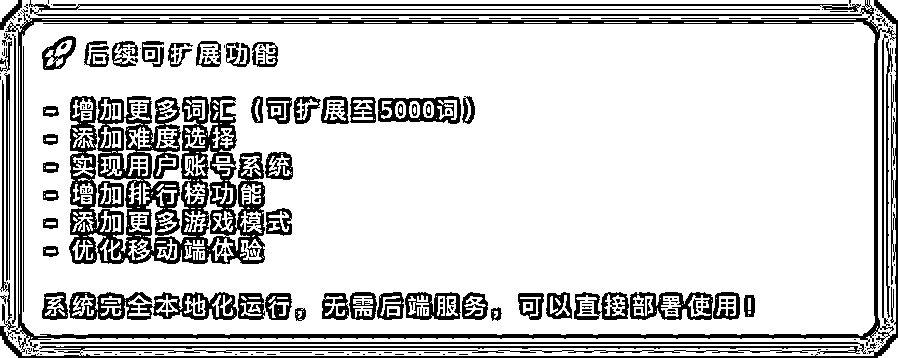 🚀 后续可扩展功能
- 增加更多词汇（可扩展至5000词）
- 添加难度选择
- 实现用户账号系统
- 增加排行榜功能
- 添加更多游戏模式
- 优化移动端体验
系统完全本地化运行，无需后端服务，可以直接部署使用！